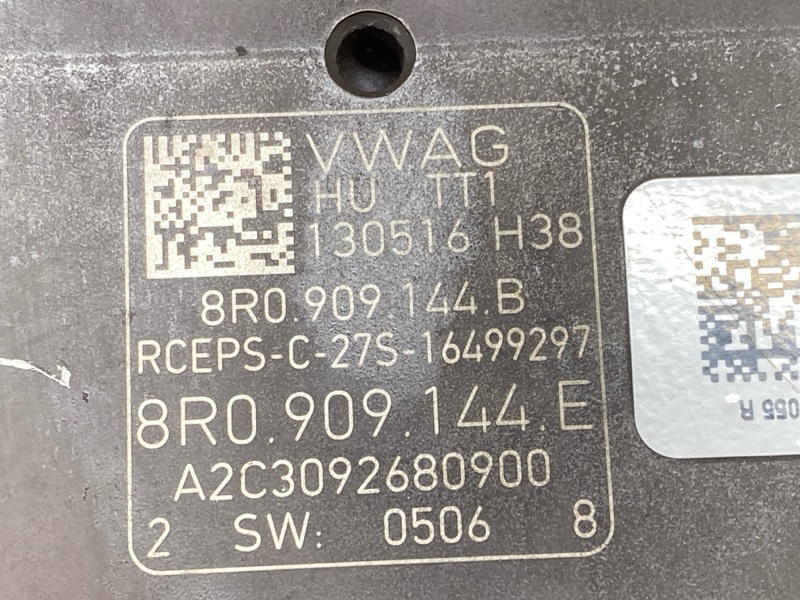 VWAG
HU TT1
130516 H38
8R0.909.144.B
RCEPS-C-27S-16499297
8R0.909.144.E
A2C3092680900
2 SW: 0506 8
055 R